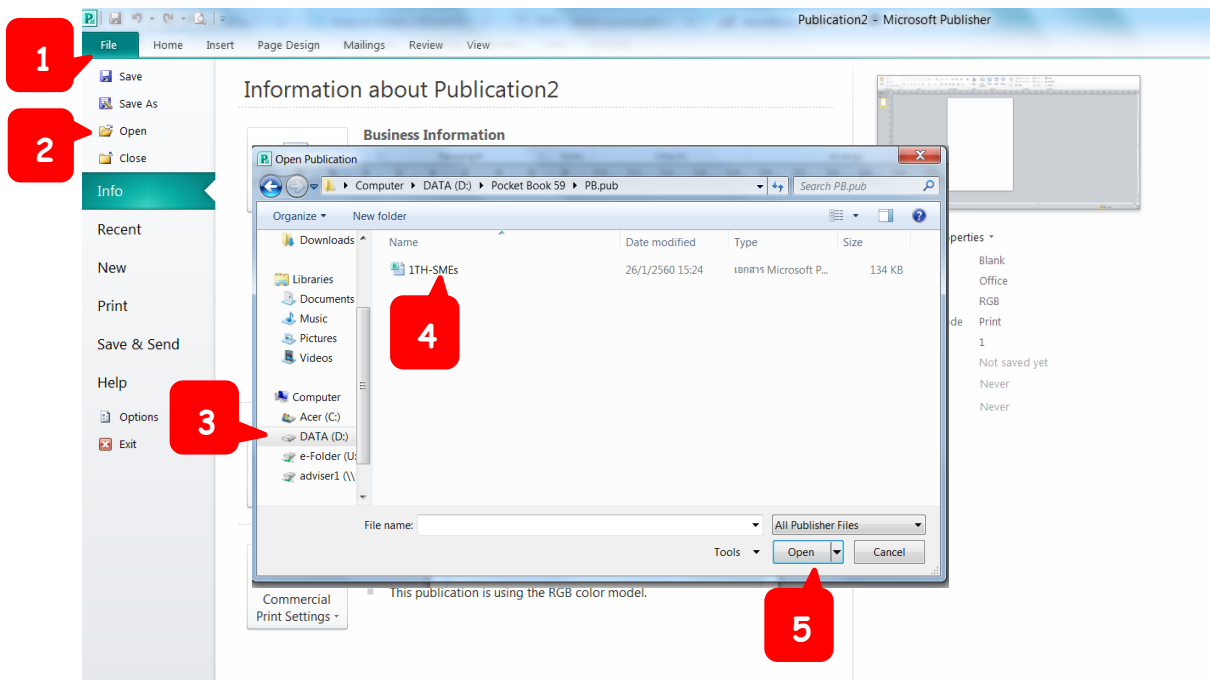 Publication2 - Microsoft Publisher
File Home Insert Page Design Mailings Review View
1
Save
Save As
2
Open
Close
Info
Recent
New
Print
Save & Send
Help
Options
Exit
Information about Publication2
Business Information
Open Publication
Computer DATA (D:) Pocket Book 59 PB.pub
Search PB.pub
Organize New folder
Name Date modified Type Size
Downloads
Libraries
Documents
Music
Pictures
Videos
Computer
Acer (C:)
3
DATA (D:)
e-Folder (U:
adviser1 (\\
1TH-SMEs 26/1/2560 15:24 เอกสาร Microsoft P... 134 KB
4
File name:
All Publisher Files
Tools Open Cancel
5
perties
Blank
Office
RGB
de Print
1
Not saved yet
Never
Never
Commercial
Print Settings
This publication is using the RGB color model.